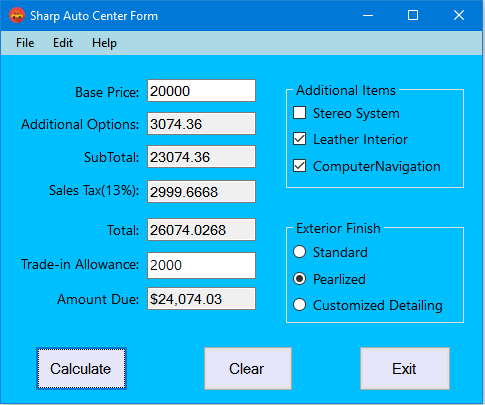 Sharp Auto Center Form
File Edit Help
Base Price: 20000
Additional Options: 3074.36
SubTotal: 23074.36
Sales Tax(13%): 2999.6668
Total: 26074.0268
Trade-in Allowance: 2000
Amount Due: $24,074.03
Additional Items
Stereo System
Leather Interior
ComputerNavigation
Exterior Finish
Standard
Pearlized
Customized Detailing
Calculate Clear Exit